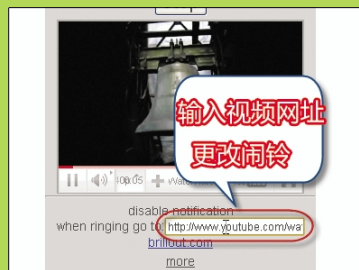 输入视频网址
更改闹铃
disable notification
when ringing go to http://www.youtube.com/wa
brillout.com
more